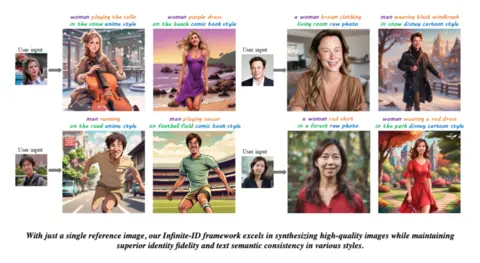 woman playing the cello
in the snow anime style
woman purple dress
on the beach comic book style
User input
a woman brown clothing
living room raw photo
man wearing black windbreak
in snow disney cartoon style
User input
man running
on the road anime style
man playing soccer
on football field comic book style
User input
a woman red shirt
in a forest raw photo
woman wearing a red dress
in the park disney cartoon style
User input
With just a single reference image, our Infinite-ID framework excels in synthesizing high-quality images while maintaining
superior identity fidelity and text semantic consistency in various styles.